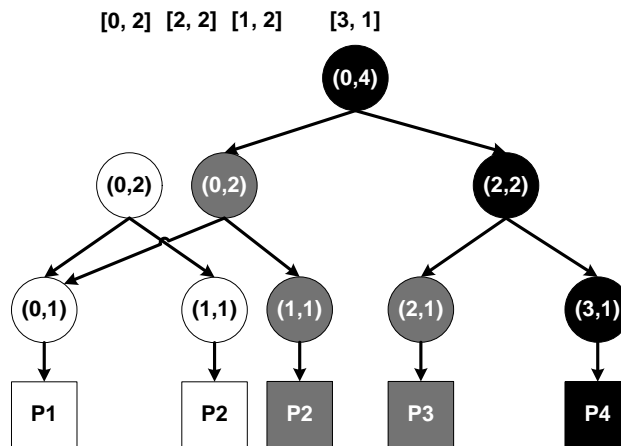 [0, 2] [2, 2] [1, 2] [3, 1]
(0,4)
(0,2) (0,2) (2,2)
(0,1) (1,1) (1,1) (2,1) (3,1)
P1 P2 P2 P3 P4